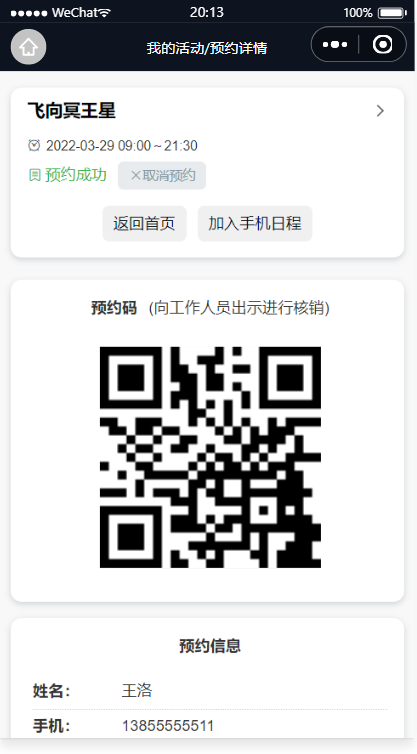 WeChat 20:13 100%
我的活动/预约详情
飞向冥王星
2022-03-29 09:00~21:30
预约成功 ×取消预约
返回首页 加入手机日程
预约码 (向工作人员出示进行核销)
预约信息
姓名: 王洛
手机: 13855555511